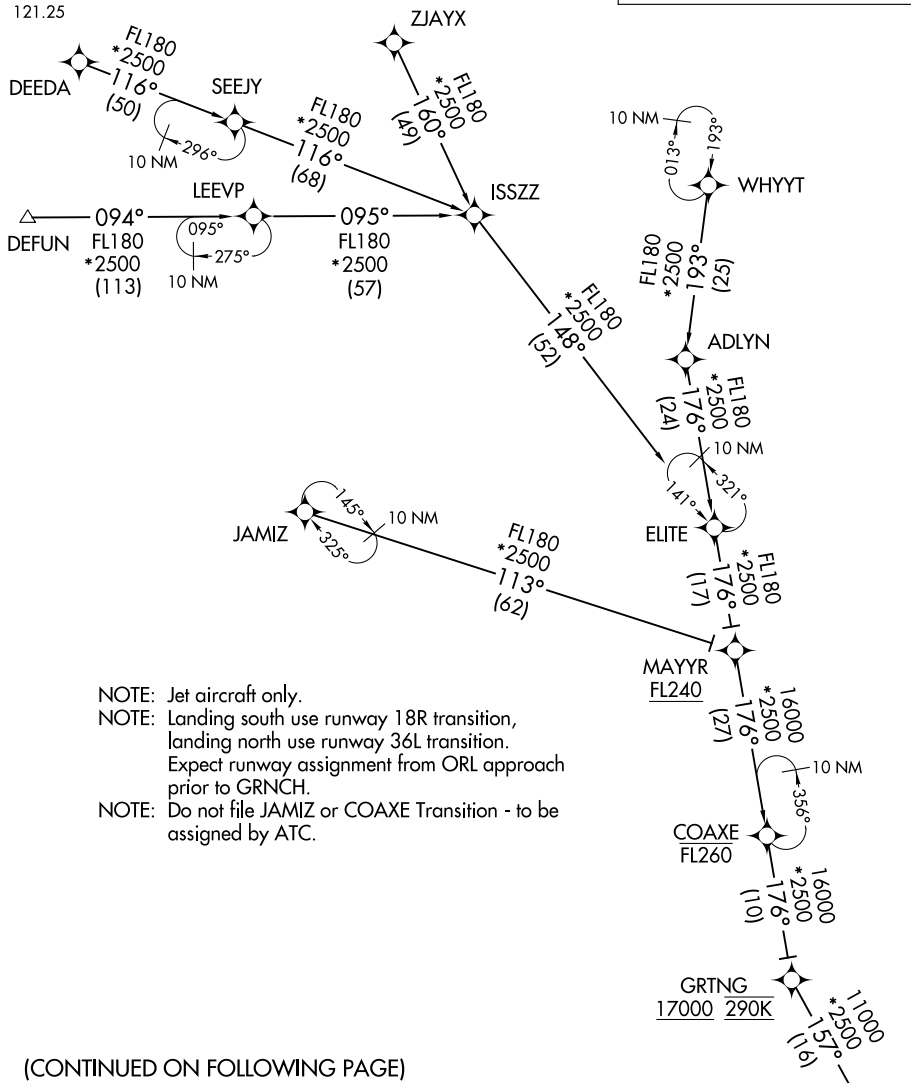 121.25
ZJAYX
DEEDA
FL180
*2500
116°
(50)
SEEJY
10 NM
296°
FL180
*2500
116°
(68)
FL180
*2500
160°
(49)
ISSZZ
10 NM
013°
193°
WHYYT
LEEVP
DEFUN
094°
FL180
*2500
(113)
095°
275°
10 NM
095°
FL180
*2500
(57)
FL180
*2500
193°
(25)
FL180
*2500
148°
(52)
ADLYN
FL180
*2500
176°
(24)
10 NM
321°
141°
ELITE
JAMIZ
145°
325°
10 NM
FL180
*2500
113°
(62)
FL180
*2500
176°
(17)
MAYYR
FL240
16000
*2500
176°
(27)
10 NM
356°
COAXE
FL260
16000
*2500
176°
(10)
GRTNG
17000 290K
11000
*2500
157°
(16)
NOTE: Jet aircraft only.
NOTE: Landing south use runway 18R transition,
landing north use runway 36L transition.
Expect runway assignment from ORL approach
prior to GRNCH.
NOTE: Do not file JAMIZ or COAXE Transition - to be
assigned by ATC.
(CONTINUED ON FOLLOWING PAGE)